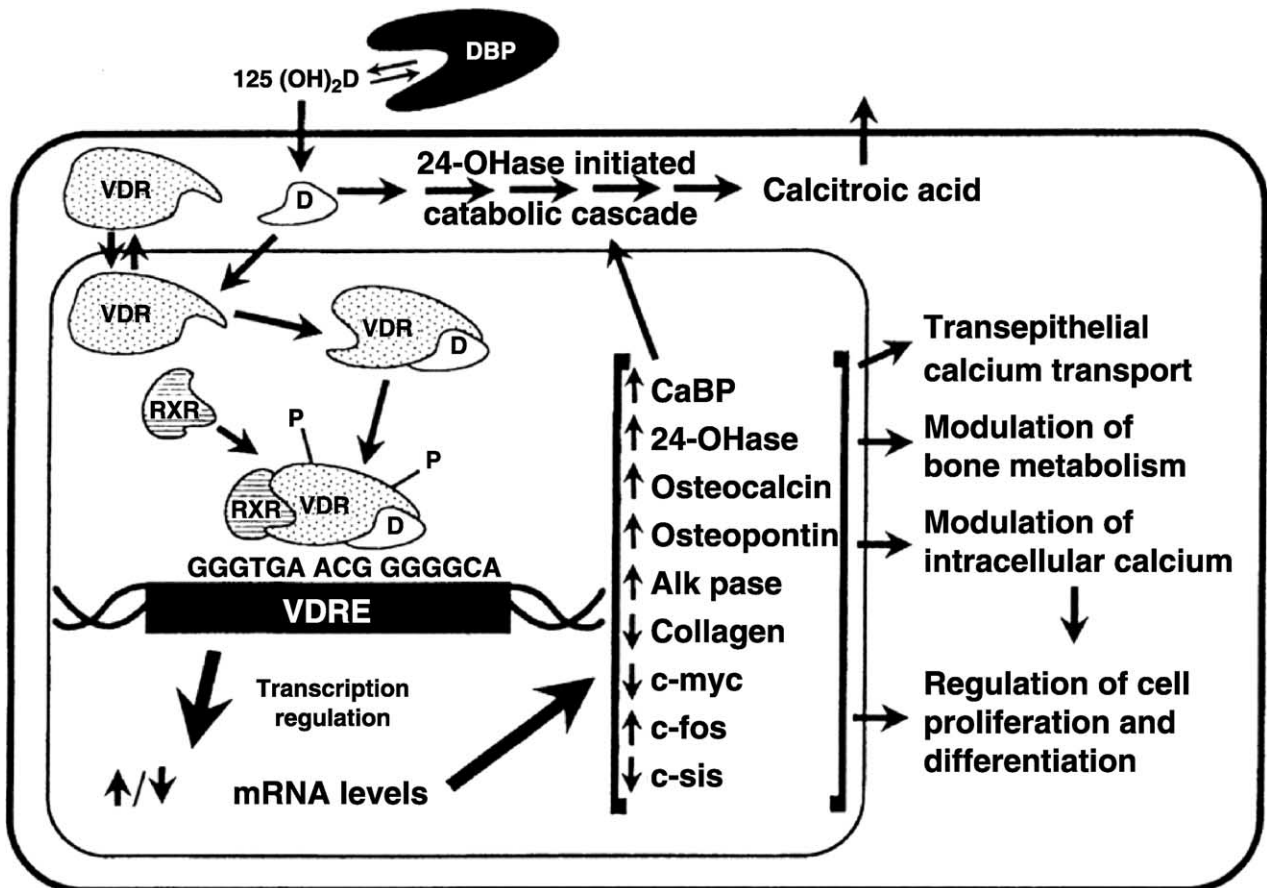 DBP
125 (OH)₂D
VDR
D
24-OHase initiated
catabolic cascade
Calcitroic acid
VDR
VDR
D
RXR
P
P
RXR
VDR
D
GGGTGA ACG GGGGCA
VDRE
Transcription
regulation
/
mRNA levels
CaBP
24-OHase
Osteocalcin
Osteopontin
Alk pase
Collagen
c-myc
c-fos
c-sis
Transepithelial
calcium transport
Modulation of
bone metabolism
Modulation of
intracellular calcium
Regulation of cell
proliferation and
differentiation